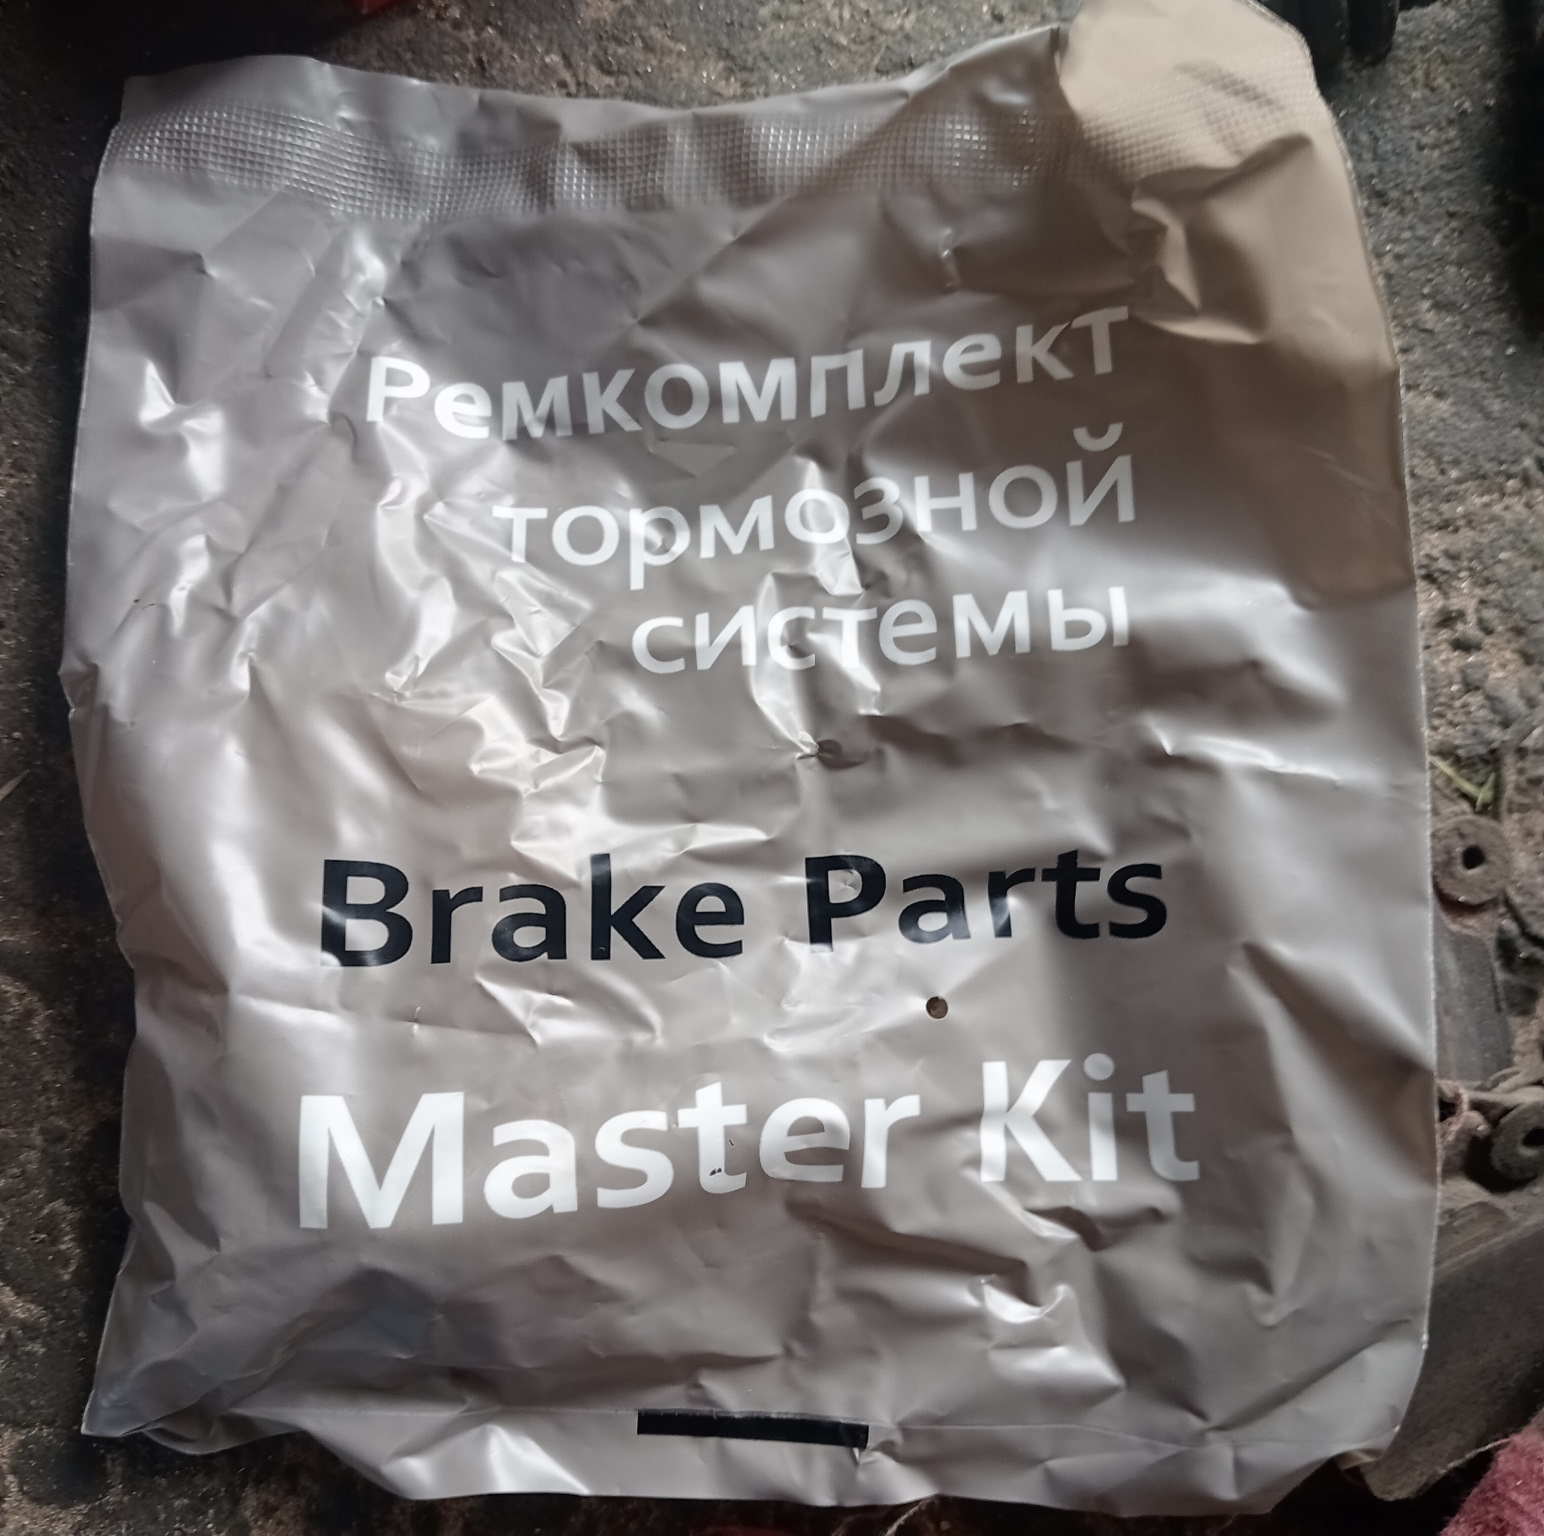 Ремкомплект
тормозной
системы
Brake Parts
Master Kit